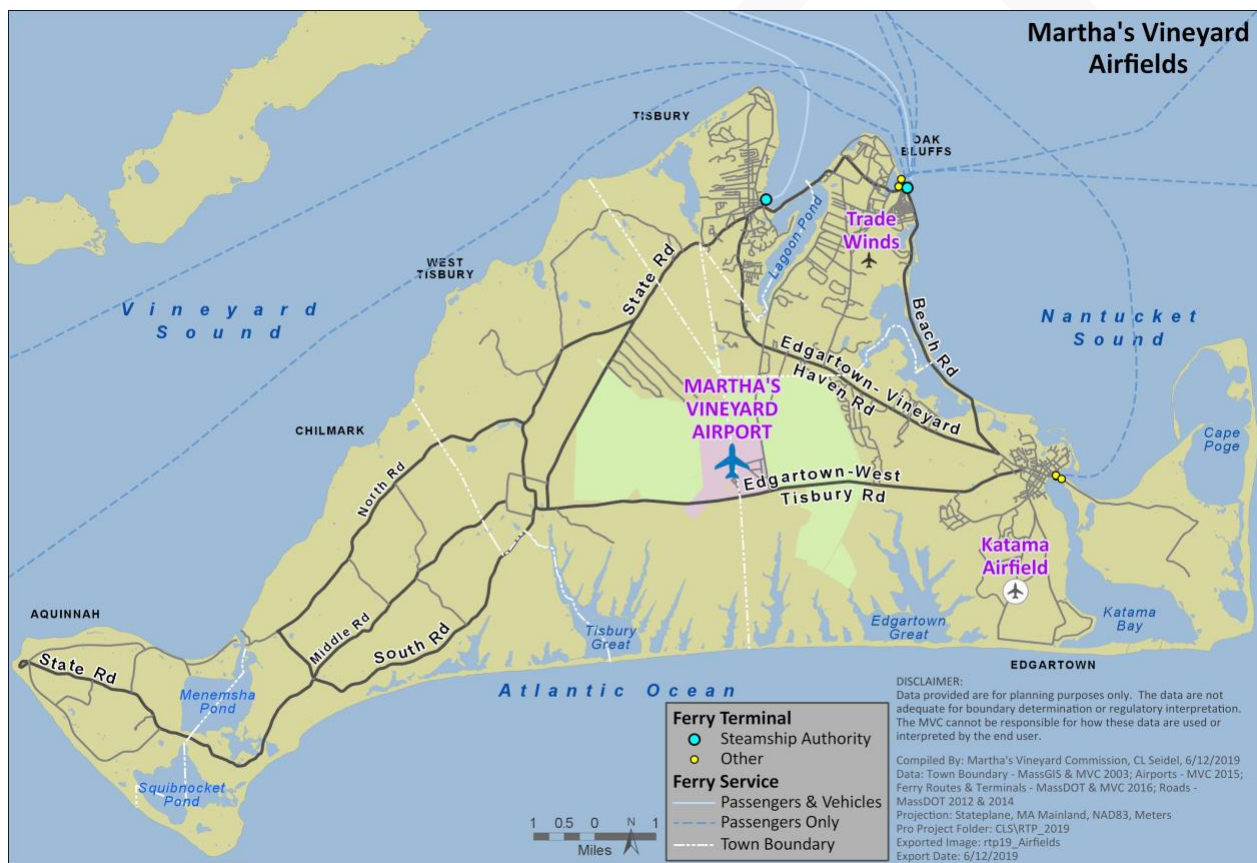 Martha's Vineyard
Airfields
TISBURY
OAK
BLUFFS
Trade
Winds
Lagoon Pond
WEST
TISBURY
State Rd
Vineyard
Sound
Nantucket
Sound
Beach Rd
Edgartown- Vineyard
Haven Rd
MARTHA'S
VINEYARD
AIRPORT
CHILMARK
Cape
Poge
North Rd
Edgartown-West
Tisbury Rd
Katama
Airfield
AQUINNAH
Middle Rd
South Rd
Tisbury
Great
Edgartown
Great
Katama
Bay
State Rd
EDGARTOWN
Menemsha
Pond
Atlantic Ocean
Squibnocket
Pond
Ferry Terminal
Steamship Authority
Other
Ferry Service
Passengers & Vehicles
Passengers Only
Town Boundary
1 0.5 0 N 1
Miles
DISCLAIMER:
Data provided are for planning purposes only. The data are not
adequate for boundary determination or regulatory interpretation.
The MVC cannot be responsible for how these data are used or
interpreted by the end user.
Compiled By: Martha's Vineyard Commission, CL Seidel, 6/12/2019
Data: Town Boundary - MassGIS & MVC 2003; Airports - MVC 2015;
Ferry Routes & Terminals - MassDOT & MVC 2016; Roads -
MassDOT 2012 & 2014
Projection: Stateplane, MA Mainland, NAD83, Meters
Pro Project Folder: CLS\RTP_2019
Exported Image: rtp19_Airfields
Export Date: 6/12/2019